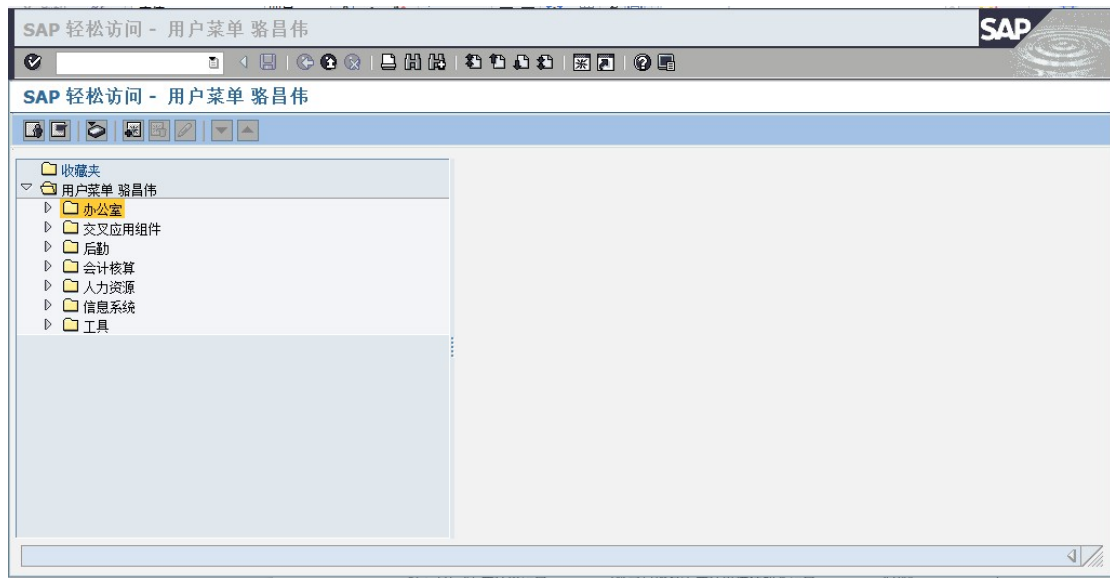 SAP 轻松访问 - 用户菜单 骆昌伟
SAP
SAP 轻松访问 - 用户菜单 骆昌伟
收藏夹
用户菜单 骆昌伟
办公室
交叉应用组件
后勤
会计核算
人力资源
信息系统
工具